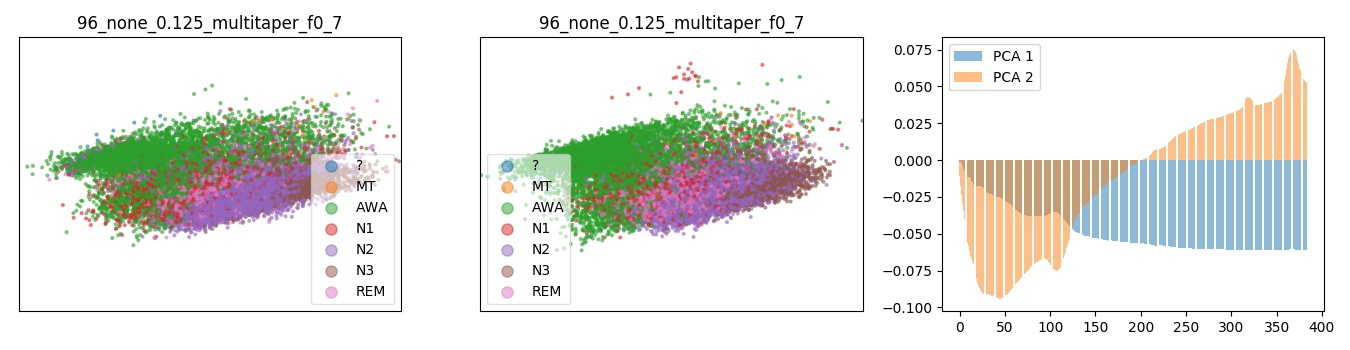 96_none_0.125_multitaper_f0_7
?
MT
AWA
N1
N2
N3
REM
96_none_0.125_multitaper_f0_7
?
MT
AWA
N1
N2
N3
REM
PCA 1
PCA 2
0.075
0.050
0.025
0.000
−0.025
−0.050
−0.075
−0.100
0 50 100 150 200 250 300 350 400